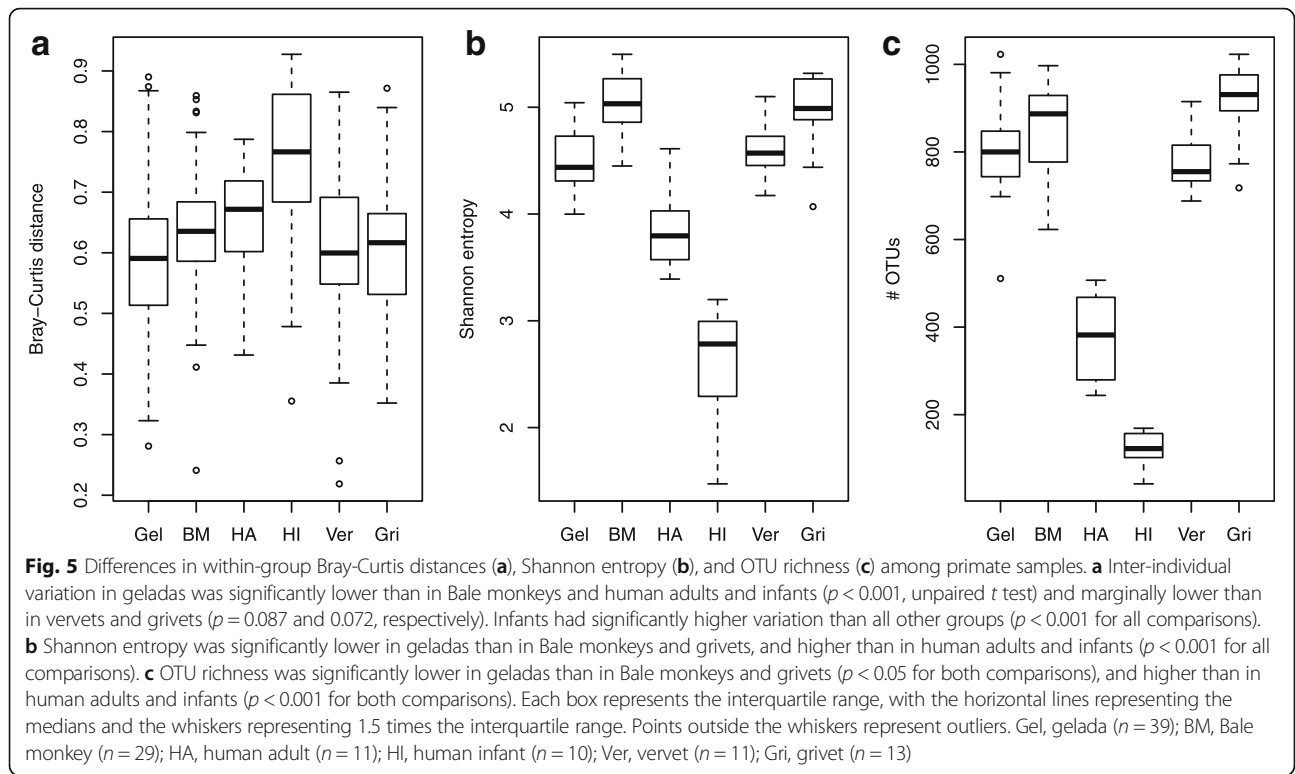 a
b
c
0.9
0.8
0.7
0.6
0.5
0.4
0.3
0.2
Bray−Curtis distance
Gel BM HA HI Ver Gri
5
4
3
2
Shannon entropy
Gel BM HA HI Ver Gri
1000
800
600
400
200
# OTUs
Gel BM HA HI Ver Gri
Fig. 5 Differences in within-group Bray-Curtis distances (a), Shannon entropy (b), and OTU richness (c) among primate samples. a Inter-individual
variation in geladas was significantly lower than in Bale monkeys and human adults and infants (p < 0.001, unpaired t test) and marginally lower than
in vervets and grivets (p = 0.087 and 0.072, respectively). Infants had significantly higher variation than all other groups (p < 0.001 for all comparisons).
b Shannon entropy was significantly lower in geladas than in Bale monkeys and grivets, and higher than in human adults and infants (p < 0.001 for all
comparisons). c OTU richness was significantly lower in geladas than in Bale monkeys and grivets (p < 0.05 for both comparisons), and higher than in
human adults and infants (p < 0.001 for both comparisons). Each box represents the interquartile range, with the horizontal lines representing the
medians and the whiskers representing 1.5 times the interquartile range. Points outside the whiskers represent outliers. Gel, gelada (n = 39); BM, Bale
monkey (n = 29); HA, human adult (n = 11); HI, human infant (n = 10); Ver, vervet (n = 11); Gri, grivet (n = 13)